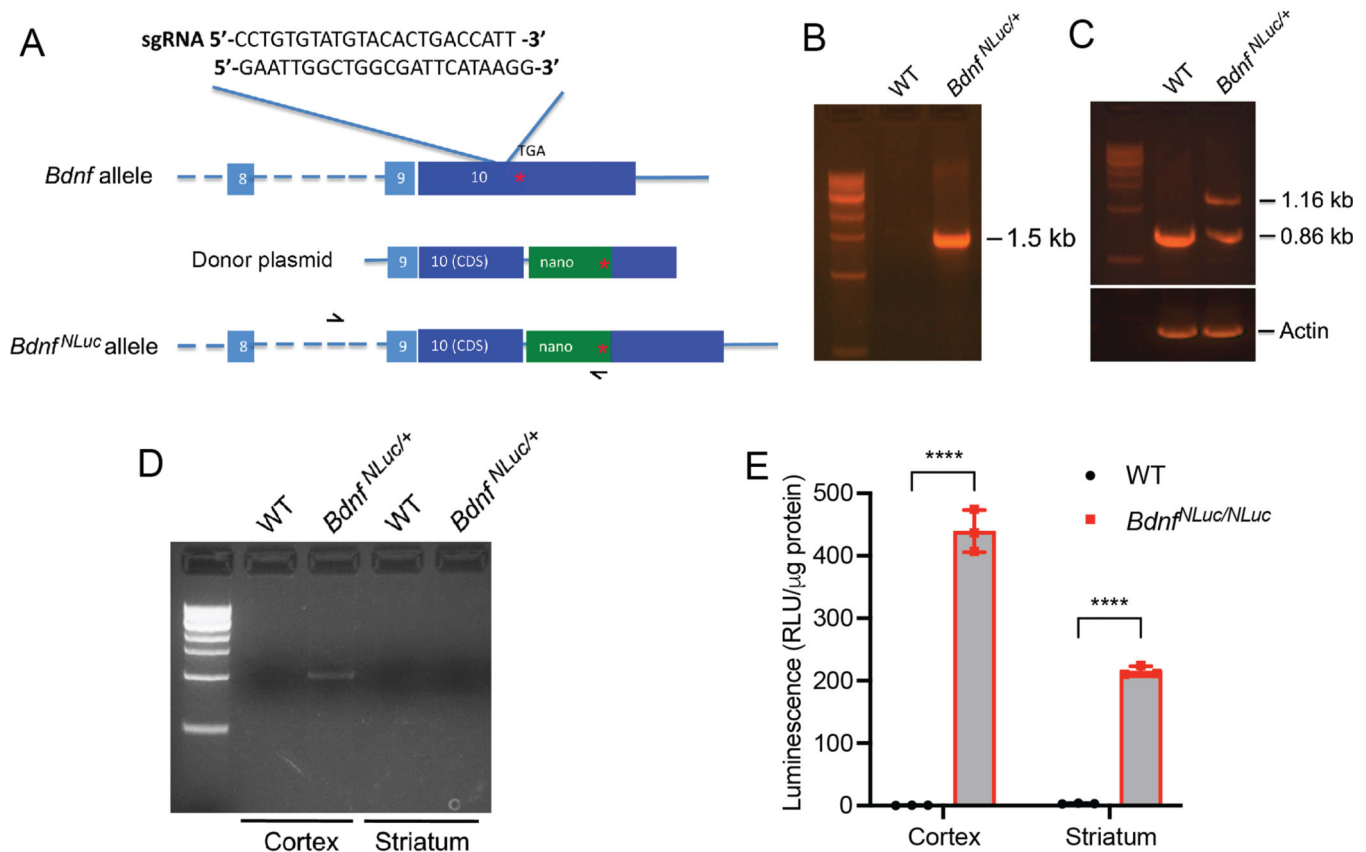 A
sgRNA 5’-CCTGTGTATGTACACTGACCATT -3’
5’-GAATTGGCTGGCGATTCATAAGG-3’
TGA
Bdnf allele
8
9
10
*
Donor plasmid
9
10 (CDS)
nano
*
Bdnf NLuc allele
8
9
10 (CDS)
nano
*
B
WT
Bdnf NLuc/+
1.5 kb
C
WT
Bdnf NLuc/+
1.16 kb
0.86 kb
Actin
D
WT
Bdnf NLuc/+
WT
Bdnf NLuc/+
Cortex
Striatum
E
Luminescence (RLU/µg protein)
500
400
300
200
100
0
****
****
Cortex
Striatum
WT
Bdnf NLuc/NLuc